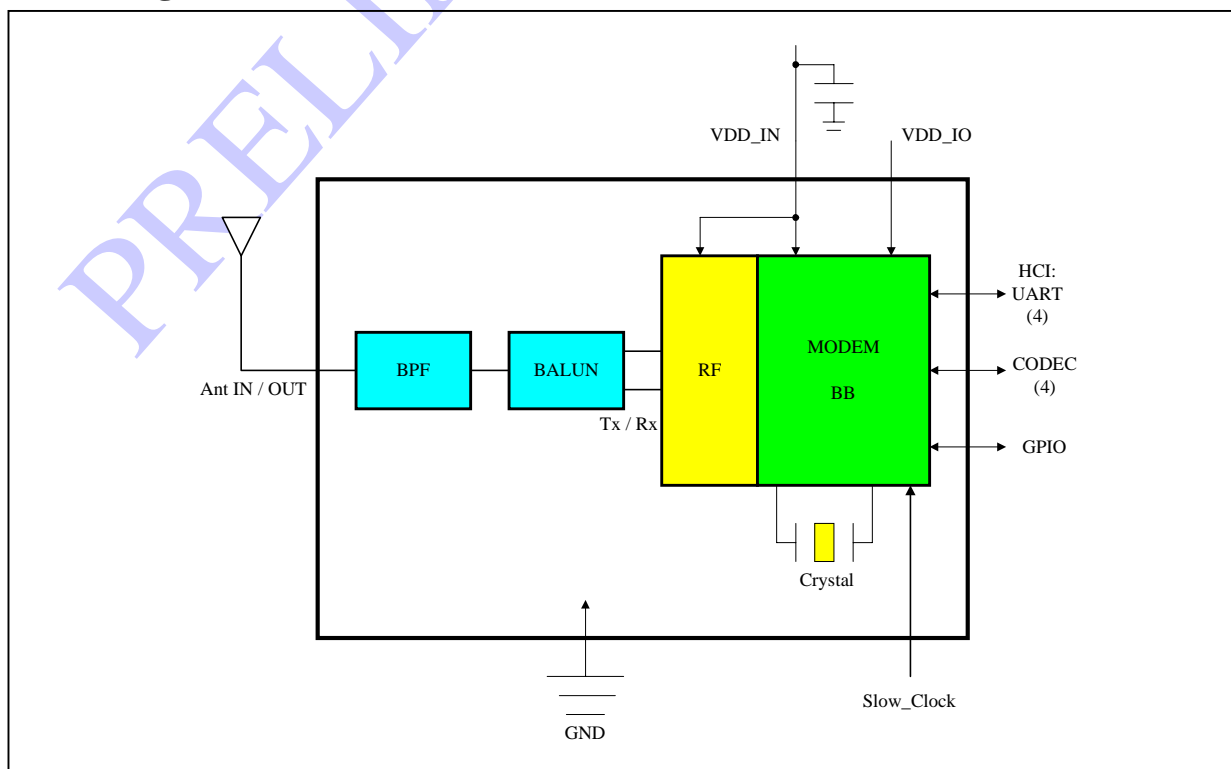 PRELI
VDD_IN
VDD_IO
HCI:
UART
(4)
CODEC
(4)
GPIO
Ant IN / OUT
BPF
BALUN
Tx / Rx
RF
MODEM
BB
Crystal
Slow_Clock
GND